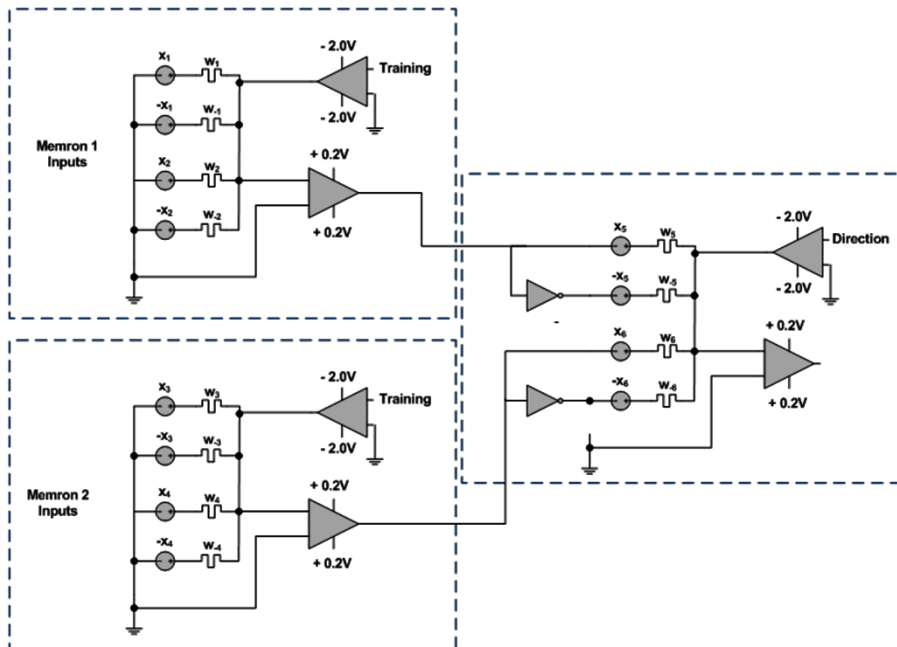 x1
w1
- 2.0V
Training
-x1
w-1
- 2.0V
Memron 1
Inputs
x2
w2
+ 0.2V
-x2
w-2
+ 0.2V
x5
w5
- 2.0V
Direction
-x5
w-5
- 2.0V
-
x6
w6
+ 0.2V
-x6
w-6
+ 0.2V
x3
w3
- 2.0V
Training
-x3
w-3
- 2.0V
Memron 2
Inputs
x4
w4
+ 0.2V
-x4
w-4
+ 0.2V